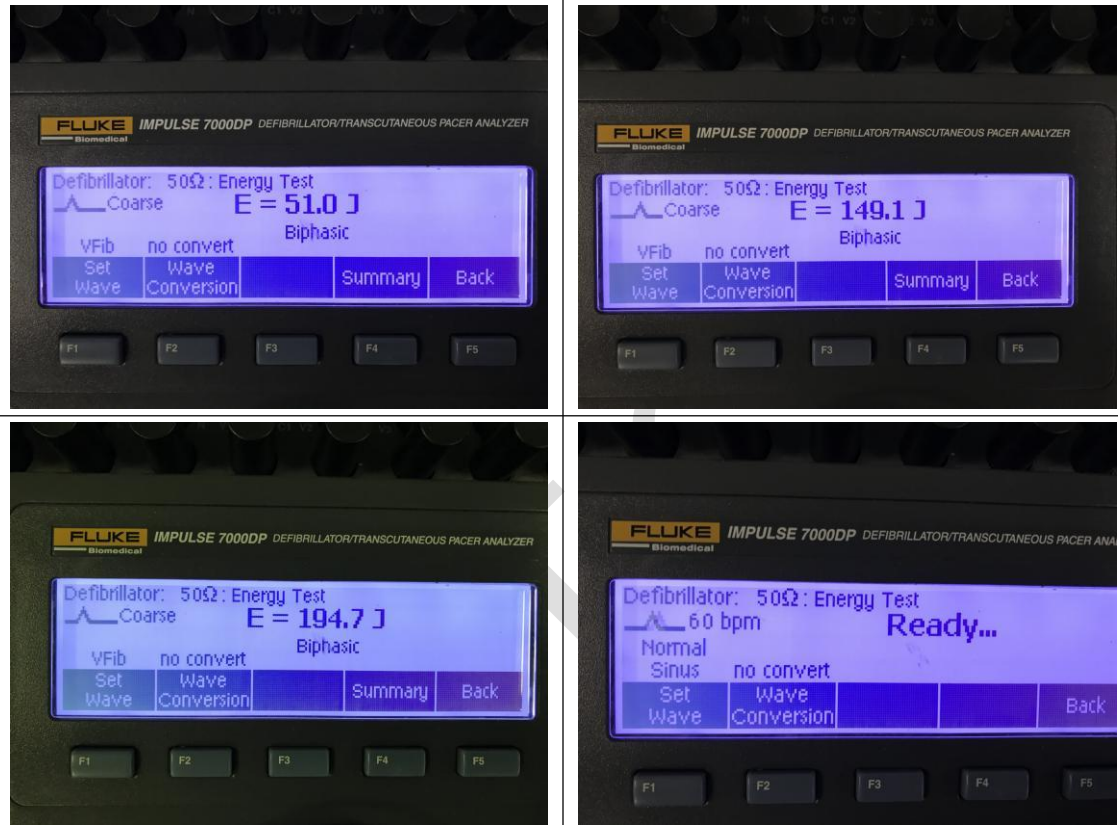 FLUKE IMPULSE 7000DP DEFIBRILLATOR/TRANSCUTANEOUS PACER ANALYZER
Biomedical
Defibrillator: 50Ω : Energy Test
Coarse E = 51.0 J
Biphasic
VFib no convert
Set Wave Summary Back
Wave Conversion
F1 F2 F3 F4 F5
C1 V2
FLUKE IMPULSE 7000DP DEFIBRILLATOR/TRANSCUTANEOUS PACER ANALYZER
Biomedical
Defibrillator: 50Ω : Energy Test
Coarse E = 149.1 J
Biphasic
VFib no convert
Set Wave Summary Back
Wave Conversion
F1 F2 F3 F4 F5
FLUKE IMPULSE 7000DP DEFIBRILLATOR/TRANSCUTANEOUS PACER ANALYZER
Biomedical
Defibrillator: 50Ω : Energy Test
Coarse E = 194.7 J
Biphasic
VFib no convert
Set Wave Summary Back
Wave Conversion
F1 F2 F3 F4 F5
FLUKE IMPULSE 7000DP DEFIBRILLATOR/TRANSCUTANEOUS PACER ANA
Biomedical
Defibrillator: 50Ω : Energy Test
60 bpm Ready...
Normal
Sinus no convert
Set Wave Back
Wave Conversion
F1 F2 F3 F4 F5